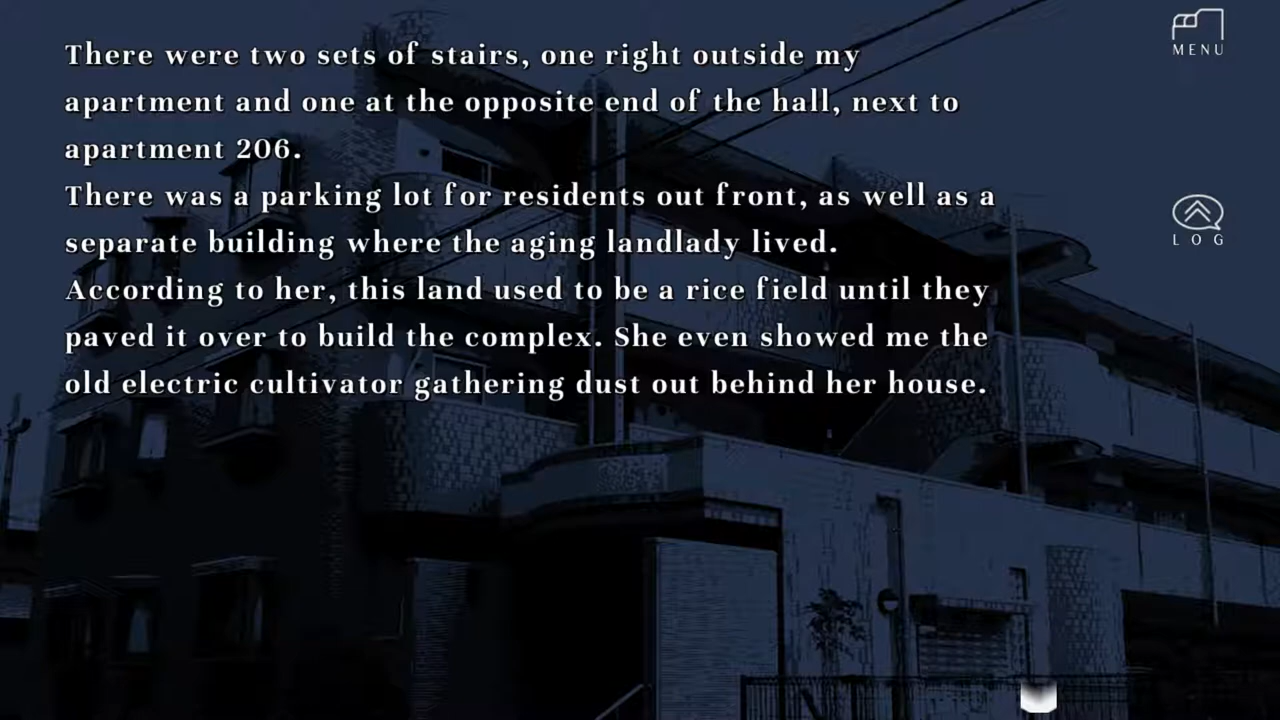 There were two sets of stairs, one right outside my
apartment and one at the opposite end of the hall, next to
apartment 206.
There was a parking lot for residents out front, as well as a
separate building where the aging landlady lived.
According to her, this land used to be a rice field until they
paved it over to build the complex. She even showed me the
old electric cultivator gathering dust out behind her house.
MENU
LOG